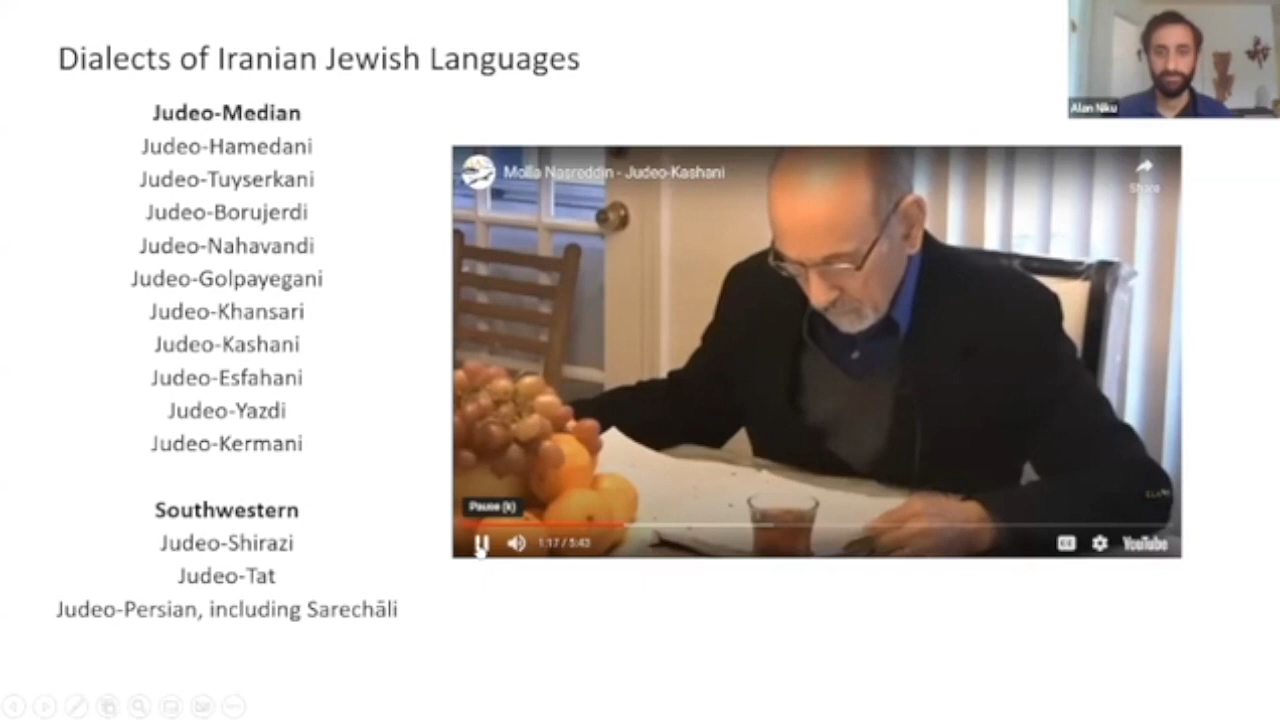 Dialects of Iranian Jewish Languages
Judeo-Median
Judeo-Hamedani
Judeo-Tuyserkani
Judeo-Borujerdi
Judeo-Nahavandi
Judeo-Golpayegani
Judeo-Khansari
Judeo-Kashani
Judeo-Esfahani
Judeo-Yazdi
Judeo-Kermani
Southwestern
Judeo-Shirazi
Judeo-Tat
Judeo-Persian, including Sarechāli
Alan Niku
Molla Nasreddin - Judeo-Kashani
Share
Pause (k)
1:17 / 5:43
CC
YouTube